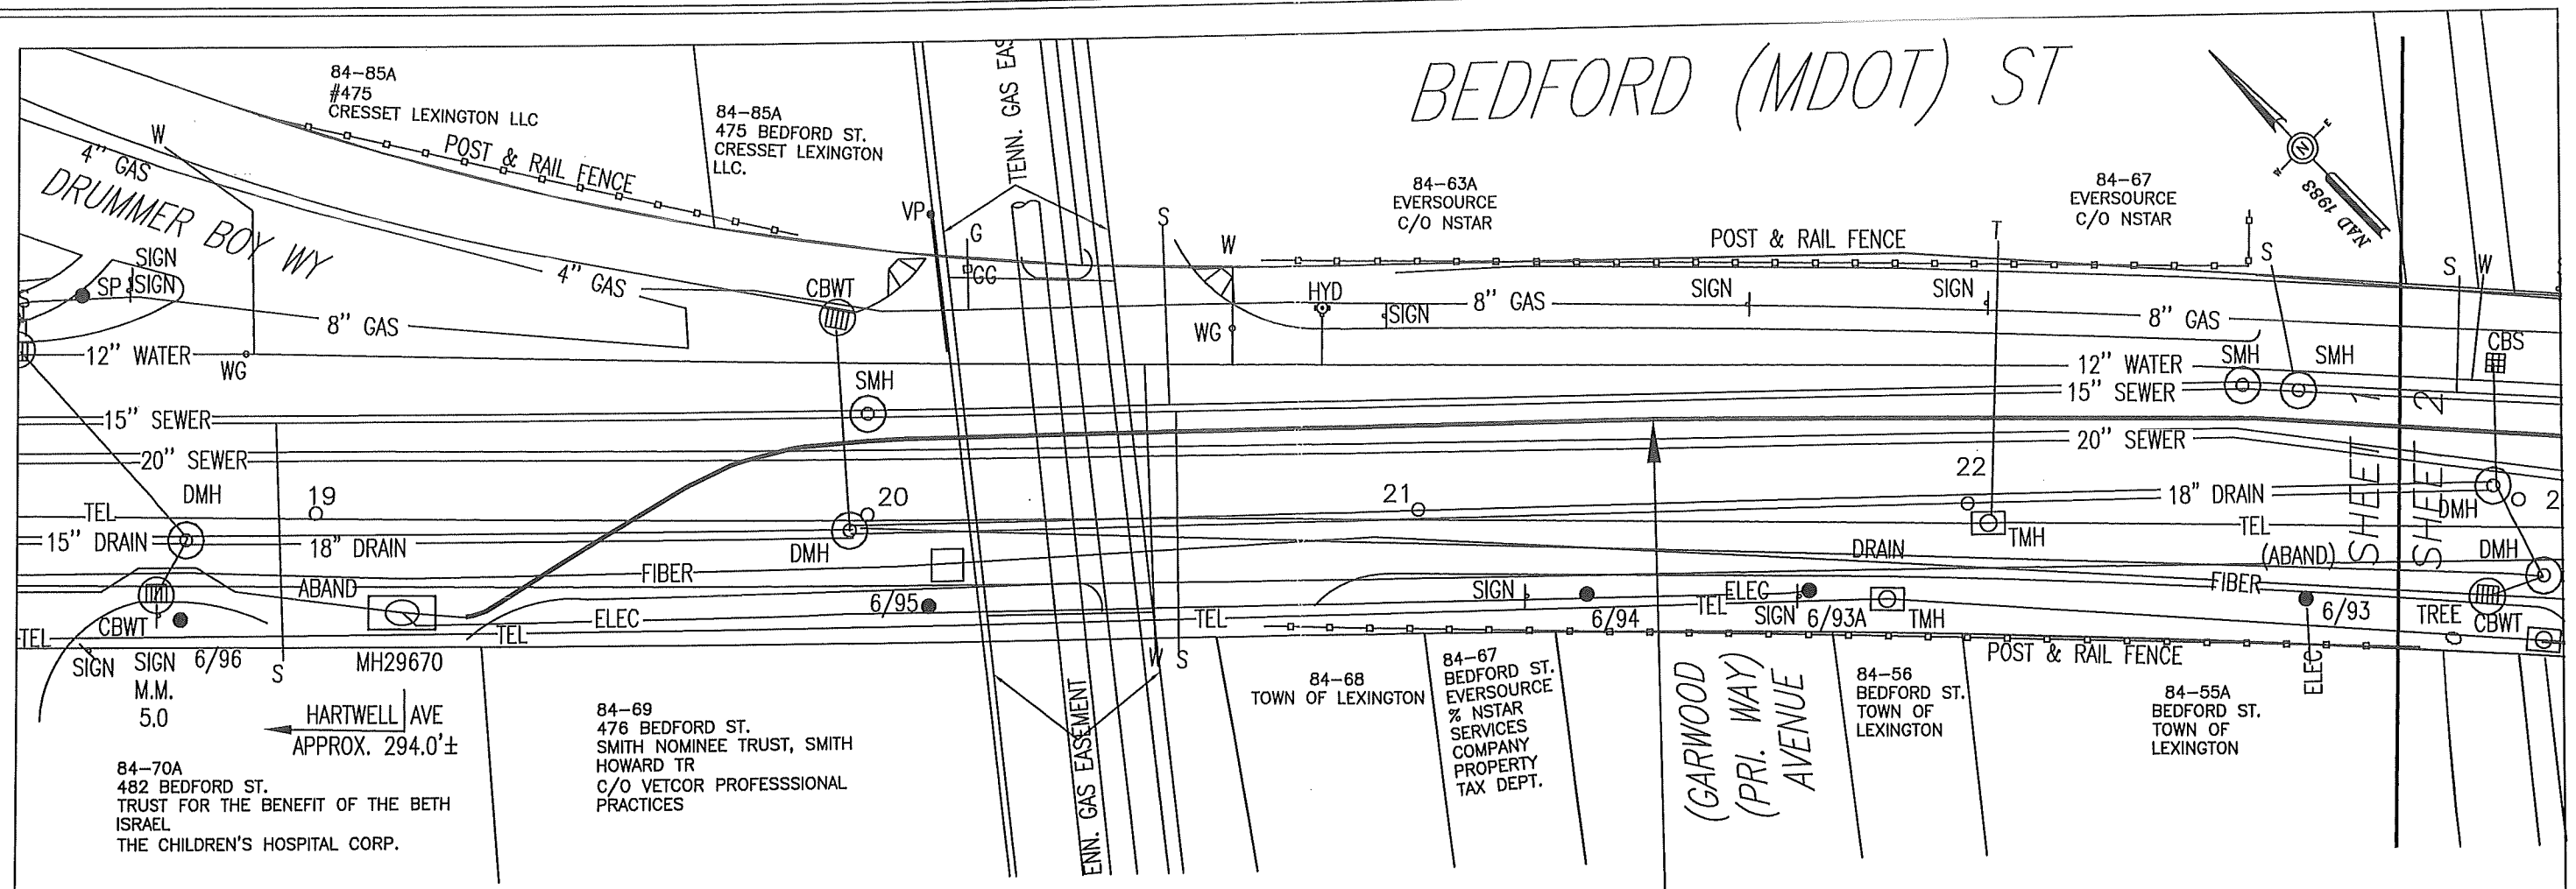 BEDFORD (MDOT) ST
84-85A
#475
CRESSET LEXINGTON LLC
84-85A
475 BEDFORD ST.
CRESSET LEXINGTON
LLC.
POST & RAIL FENCE
W
4" GAS
DRUMMER BOY WY
SIGN
SIGN
SP
4" GAS
8" GAS
12" WATER
WG
CBWT
VP
G
GG
TENN. GAS EAS
S
W
WG
HYD
SIGN
8" GAS
84-63A
EVERSOURCE
C/O NSTAR
POST & RAIL FENCE
SIGN
SIGN
T
84-67
EVERSOURCE
C/O NSTAR
N
E
W
NAD 1983
S
S
W
8" GAS
CBS
SMH
SMH
12" WATER
15" SEWER
20" SEWER
SMH
15" SEWER
20" SEWER
DMH
19
20
21
22
2
TEL
15" DRAIN
18" DRAIN
DMH
18" DRAIN
TMH
TEL
DMH
DRAIN
(ABAND)
DMH
SHEET 1
SHEET 2
FIBER
ABAND
ELEC
6/95
TEL
SIGN
6/94
TEL
ELEC
SIGN
6/93A
TMH
FIBER
6/93
TREE
CBWT
ELEC
POST & RAIL FENCE
TEL
CBWT
TEL
SIGN
SIGN
6/96
S
MH29670
M.M.
5.0
HARTWELL AVE
APPROX. 294.0'±
W
S
84-70A
482 BEDFORD ST.
TRUST FOR THE BENEFIT OF THE BETH
ISRAEL
THE CHILDREN'S HOSPITAL CORP.
84-69
476 BEDFORD ST.
SMITH NOMINEE TRUST, SMITH
HOWARD TR
C/O VETCOR PROFESSSIONAL
PRACTICES
ENN. GAS EASEMENT
84-68
TOWN OF LEXINGTON
84-67
BEDFORD ST.
EVERSOURCE
% NSTAR
SERVICES
COMPANY
PROPERTY
TAX DEPT.
(GARWOOD
(PRI. WAY)
AVENUE
84-56
BEDFORD ST.
TOWN OF
LEXINGTON
84-55A
BEDFORD ST.
TOWN OF
LEXINGTON